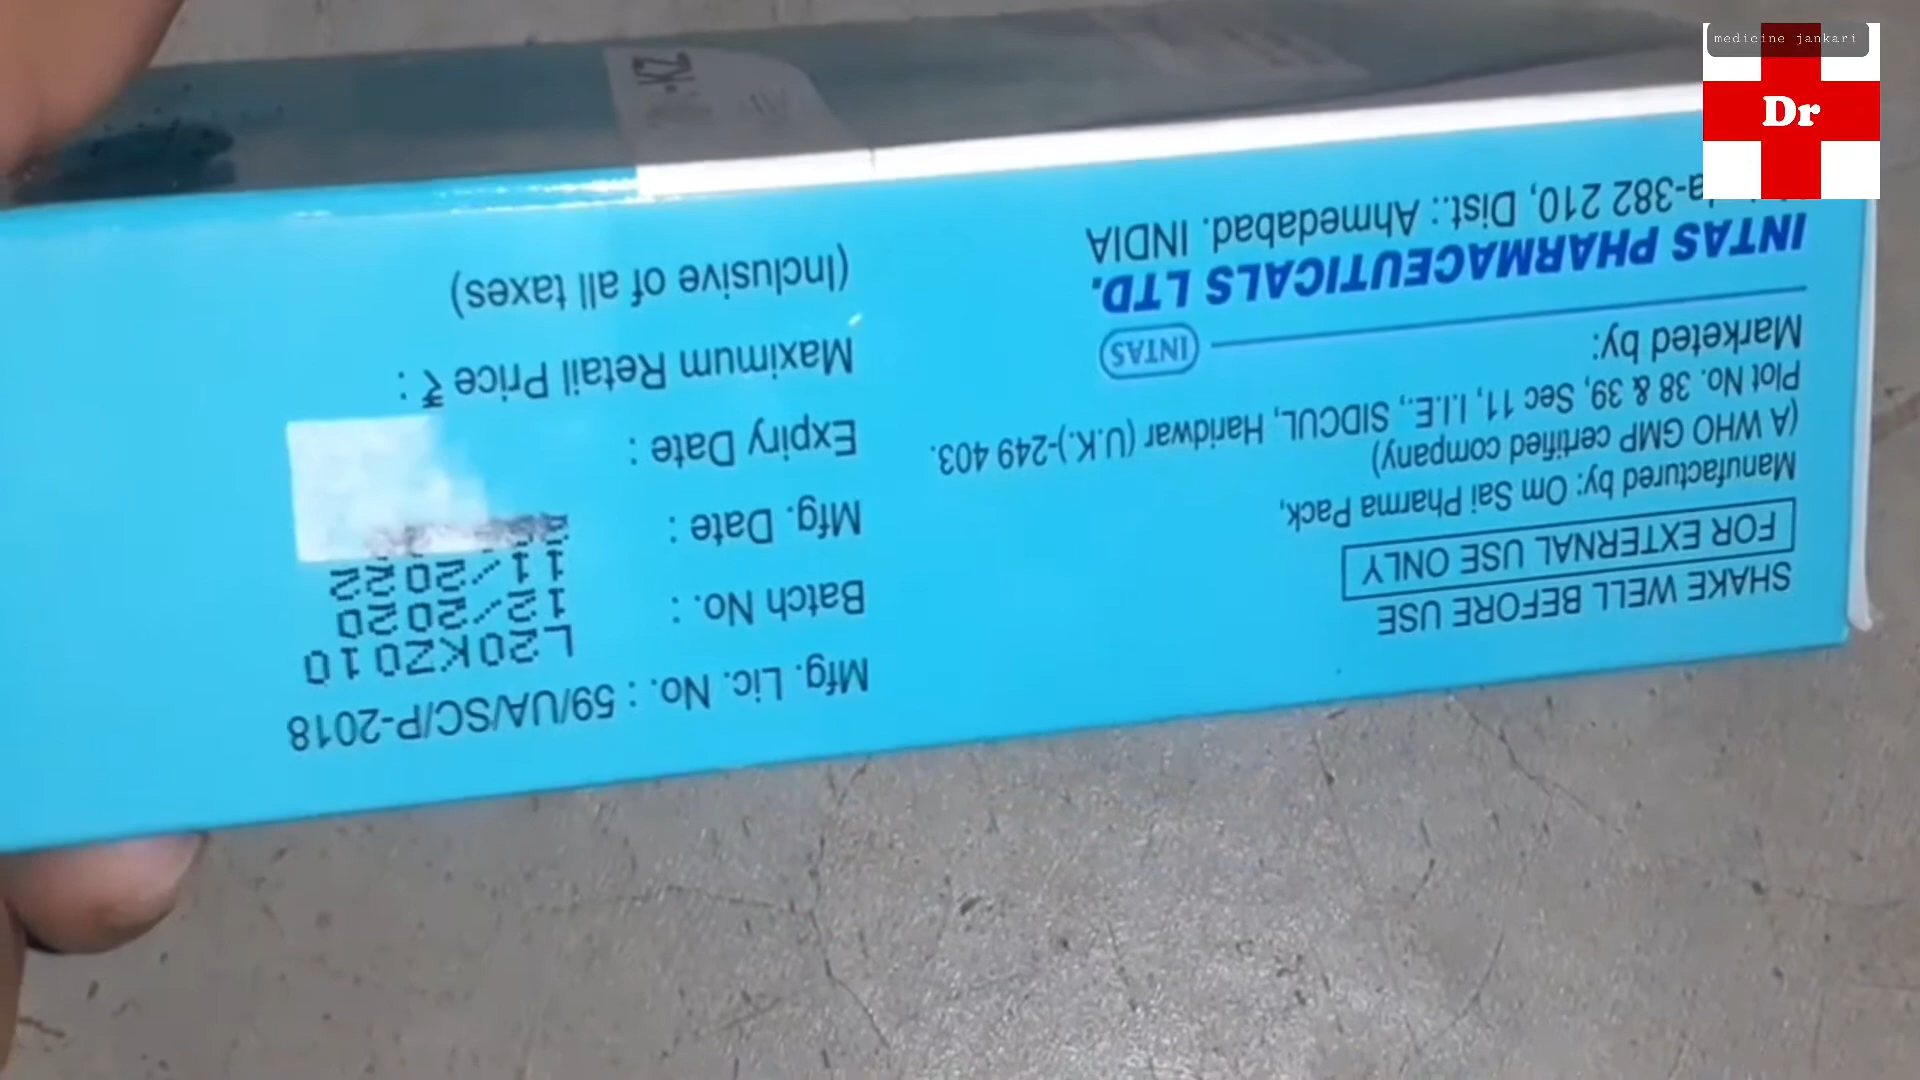 medicine jankari
Dr
Mfg. Lic. No. : 59/UA/SC/P-2018
Batch No. : L20KZ010
Mfg. Date : 12/2020
Expiry Date : 11/2022
Maximum Retail Price ₹ :
(Inclusive of all taxes)
SHAKE WELL BEFORE USE
FOR EXTERNAL USE ONLY
Manufactured by: Om Sai Pharma Pack,
(A WHO GMP certified company)
Plot No. 38 & 39, Sec 11, I.I.E., SIDCUL, Haridwar (U.K.)-249 403.
Marketed by:
INTAS
INTAS PHARMACEUTICALS LTD.
382 210, Dist.: Ahmedabad. INDIA
KZ